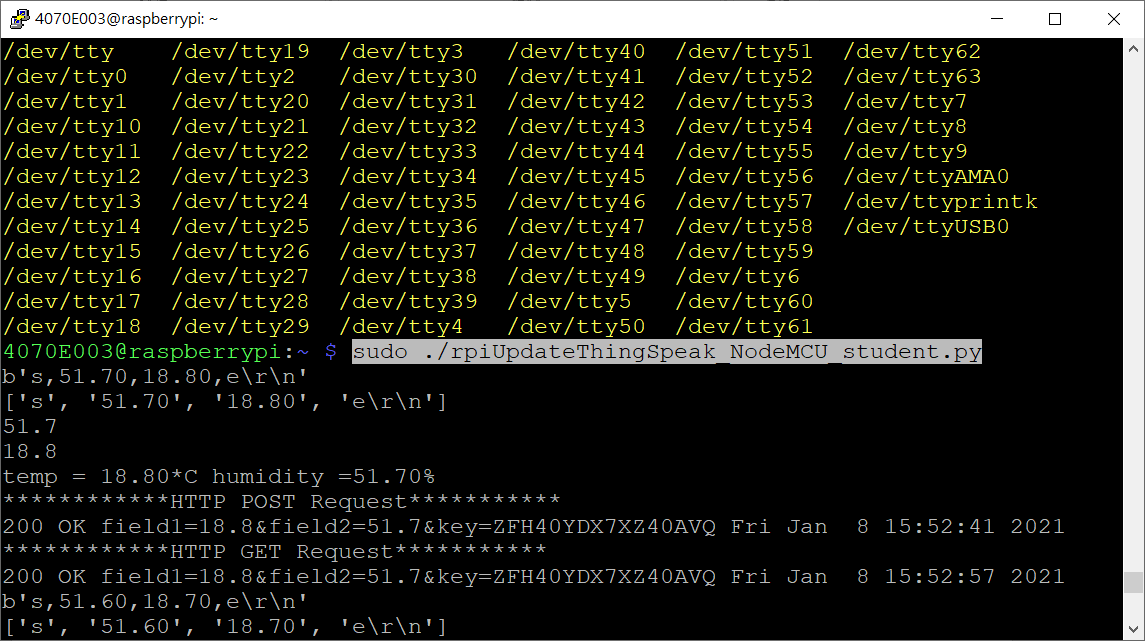 4070E003@raspberrypi: ~
/dev/tty /dev/tty19 /dev/tty3 /dev/tty40 /dev/tty51 /dev/tty62
/dev/tty0 /dev/tty2 /dev/tty30 /dev/tty41 /dev/tty52 /dev/tty63
/dev/tty1 /dev/tty20 /dev/tty31 /dev/tty42 /dev/tty53 /dev/tty7
/dev/tty10 /dev/tty21 /dev/tty32 /dev/tty43 /dev/tty54 /dev/tty8
/dev/tty11 /dev/tty22 /dev/tty33 /dev/tty44 /dev/tty55 /dev/tty9
/dev/tty12 /dev/tty23 /dev/tty34 /dev/tty45 /dev/tty56 /dev/ttyAMA0
/dev/tty13 /dev/tty24 /dev/tty35 /dev/tty46 /dev/tty57 /dev/ttyprintk
/dev/tty14 /dev/tty25 /dev/tty36 /dev/tty47 /dev/tty58 /dev/ttyUSB0
/dev/tty15 /dev/tty26 /dev/tty37 /dev/tty48 /dev/tty59
/dev/tty16 /dev/tty27 /dev/tty38 /dev/tty49 /dev/tty6
/dev/tty17 /dev/tty28 /dev/tty39 /dev/tty5 /dev/tty60
/dev/tty18 /dev/tty29 /dev/tty4 /dev/tty50 /dev/tty61
4070E003@raspberrypi:~ $ sudo ./rpiUpdateThingSpeak_NodeMCU_student.py
b's,51.70,18.80,e\r\n'
['s', '51.70', '18.80', 'e\r\n']
51.7
18.8
temp = 18.80*C humidity =51.70%
************HTTP POST Request***********
200 OK field1=18.8&field2=51.7&key=ZFH40YDX7XZ40AVQ Fri Jan  8 15:52:41 2021
************HTTP GET Request***********
200 OK field1=18.8&field2=51.7&key=ZFH40YDX7XZ40AVQ Fri Jan  8 15:52:57 2021
b's,51.60,18.70,e\r\n'
['s', '51.60', '18.70', 'e\r\n']